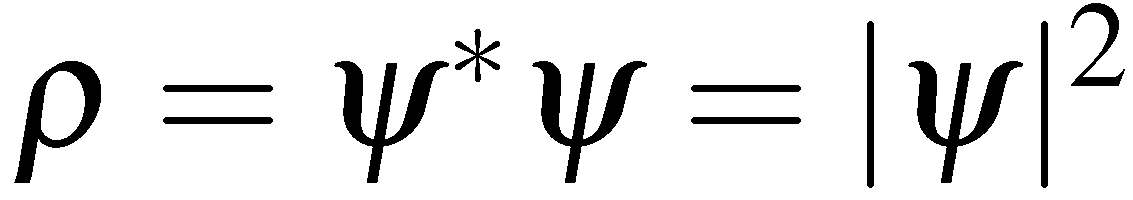 ρ = ψ* ψ = |ψ|²